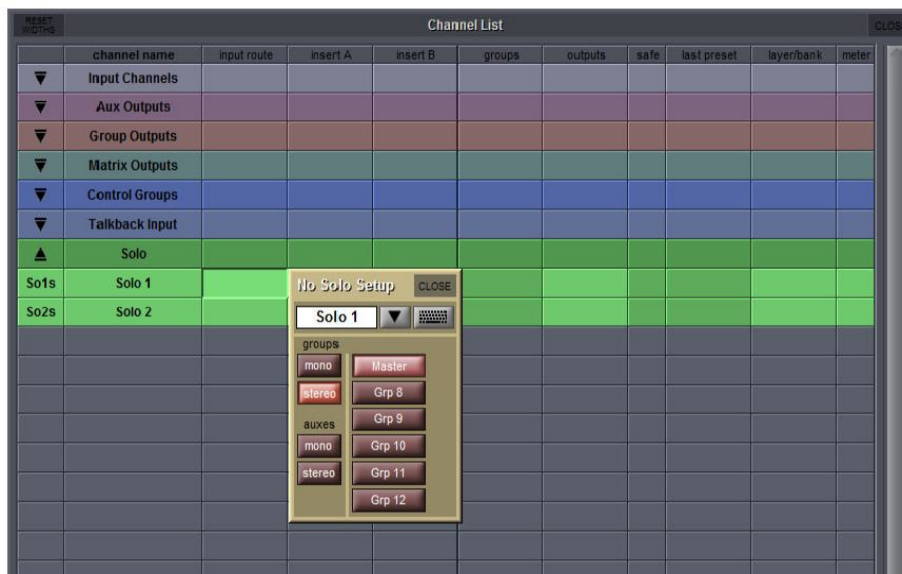 RESET WIDTHS
Channel List
CLOS
channel name input route insert A insert B groups outputs safe last preset layer/bank meter
Input Channels
Aux Outputs
Group Outputs
Matrix Outputs
Control Groups
Talkback Input
Solo
So1s Solo 1
So2s Solo 2
No Solo Setup CLOSE
Solo 1
groups
mono Master
stereo Grp 8
auxes Grp 9
mono Grp 10
stereo Grp 11
Grp 12